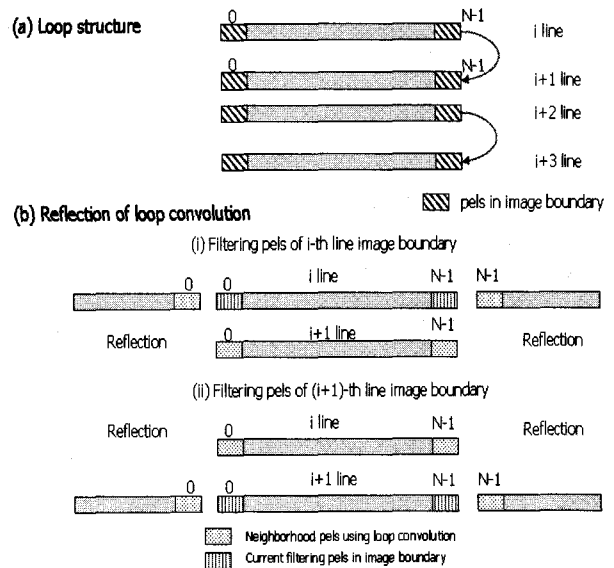 (a) Loop structure
0 N-1 i line
0 N-1 i+1 line
i+2 line
i+3 line
pels in image boundary
(b) Reflection of loop convolution
(i) Filtering pels of i-th line image boundary
0 0 i line N-1 N-1
Reflection 0 i+1 line N-1 Reflection
(ii) Filtering pels of (i+1)-th line image boundary
Reflection 0 i line N-1 Reflection
0 0 i+1 line N-1 N-1
Neighborhood pels using loop convolution
Current filtering pels in image boundary